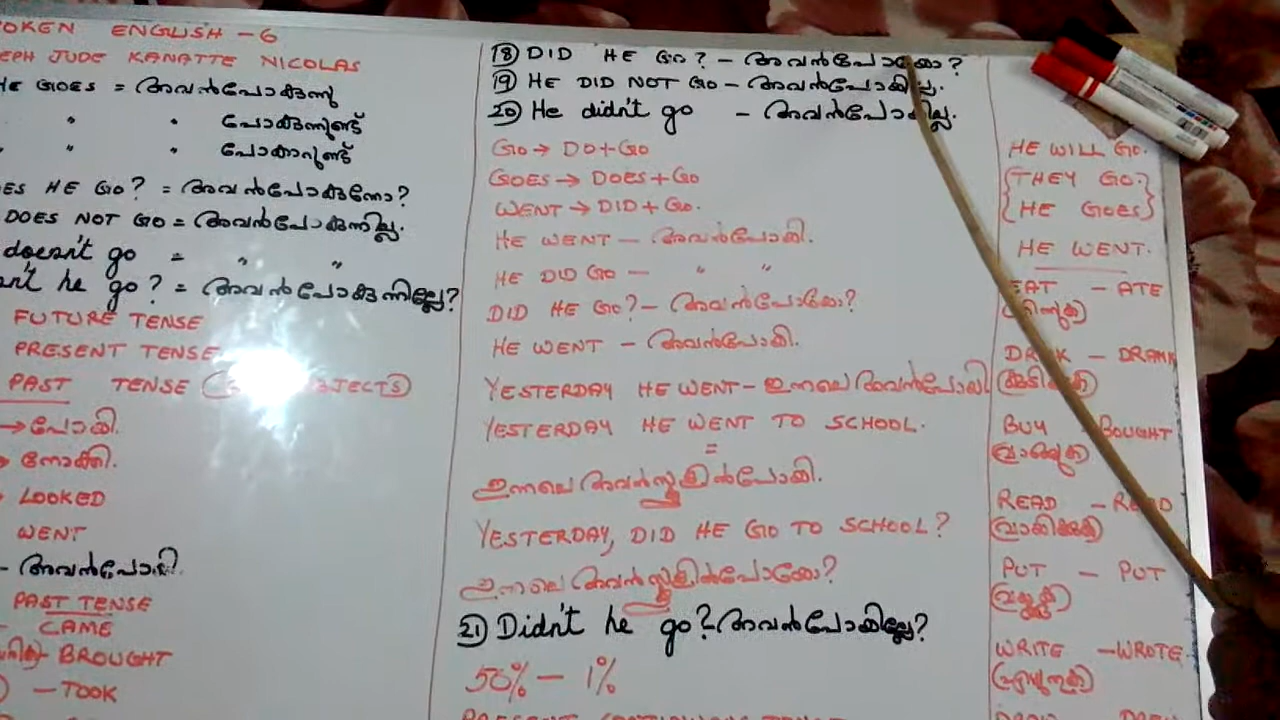 OKEN ENGLISH - 6
EPH JUDE KANATTE NICOLAS
HE GOES = അവൻപോകുന്നു
" " പോകുന്നുണ്ട്
" " പോകാറുണ്ട്
ES HE GO? = അവൻപോകുന്നോ?
DOES NOT GO = അവൻപോകുന്നില്ല.
doesn't go = " "
n't he go? = അവൻപോകുന്നില്ലേ?
FUTURE TENSE
PRESENT TENSE
PAST TENSE
→ പോയി.
നോക്കി.
LOOKED
WENT
- അവൻപോയി.
PAST TENSE
CAME
BROUGHT
- TOOK
18) DID HE GO? - അവൻപോയോ?
19) HE DID NOT GO - അവൻപോയില്ല.
20) He didn't go - അവൻപോയില്ല.
GO → DO+GO
GOES → DOES+GO
WENT → DID+GO.
HE WENT - അവൻപോയി.
HE DID GO - " "
DID HE GO? - അവൻപോയോ?
HE WENT - അവൻപോയി.
YESTERDAY HE WENT - ഇന്നലെ അവൻപോയി
YESTERDAY HE WENT TO SCHOOL.
=
ഇന്നലെ അവൻസ്കൂളിൽപോയി.
YESTERDAY, DID HE GO TO SCHOOL?
ഇന്നലെ അവൻസ്കൂളിൽപോയോ?
21) Didn't he go? അവൻപോയില്ലേ?
50% - 1%
HE WILL GO.
{THEY GO.}
{HE GOES}
HE WENT.
EAT - ATE
(തിന്നുക)
DRINK - DRANK
(കുടിക്കുക)
BUY - BOUGHT
(വാങ്ങുക)
READ - READ
(വായിക്കുക)
PUT - PUT
(വയ്ക്കുക)
WRITE - WROTE.
(എഴുതുക)